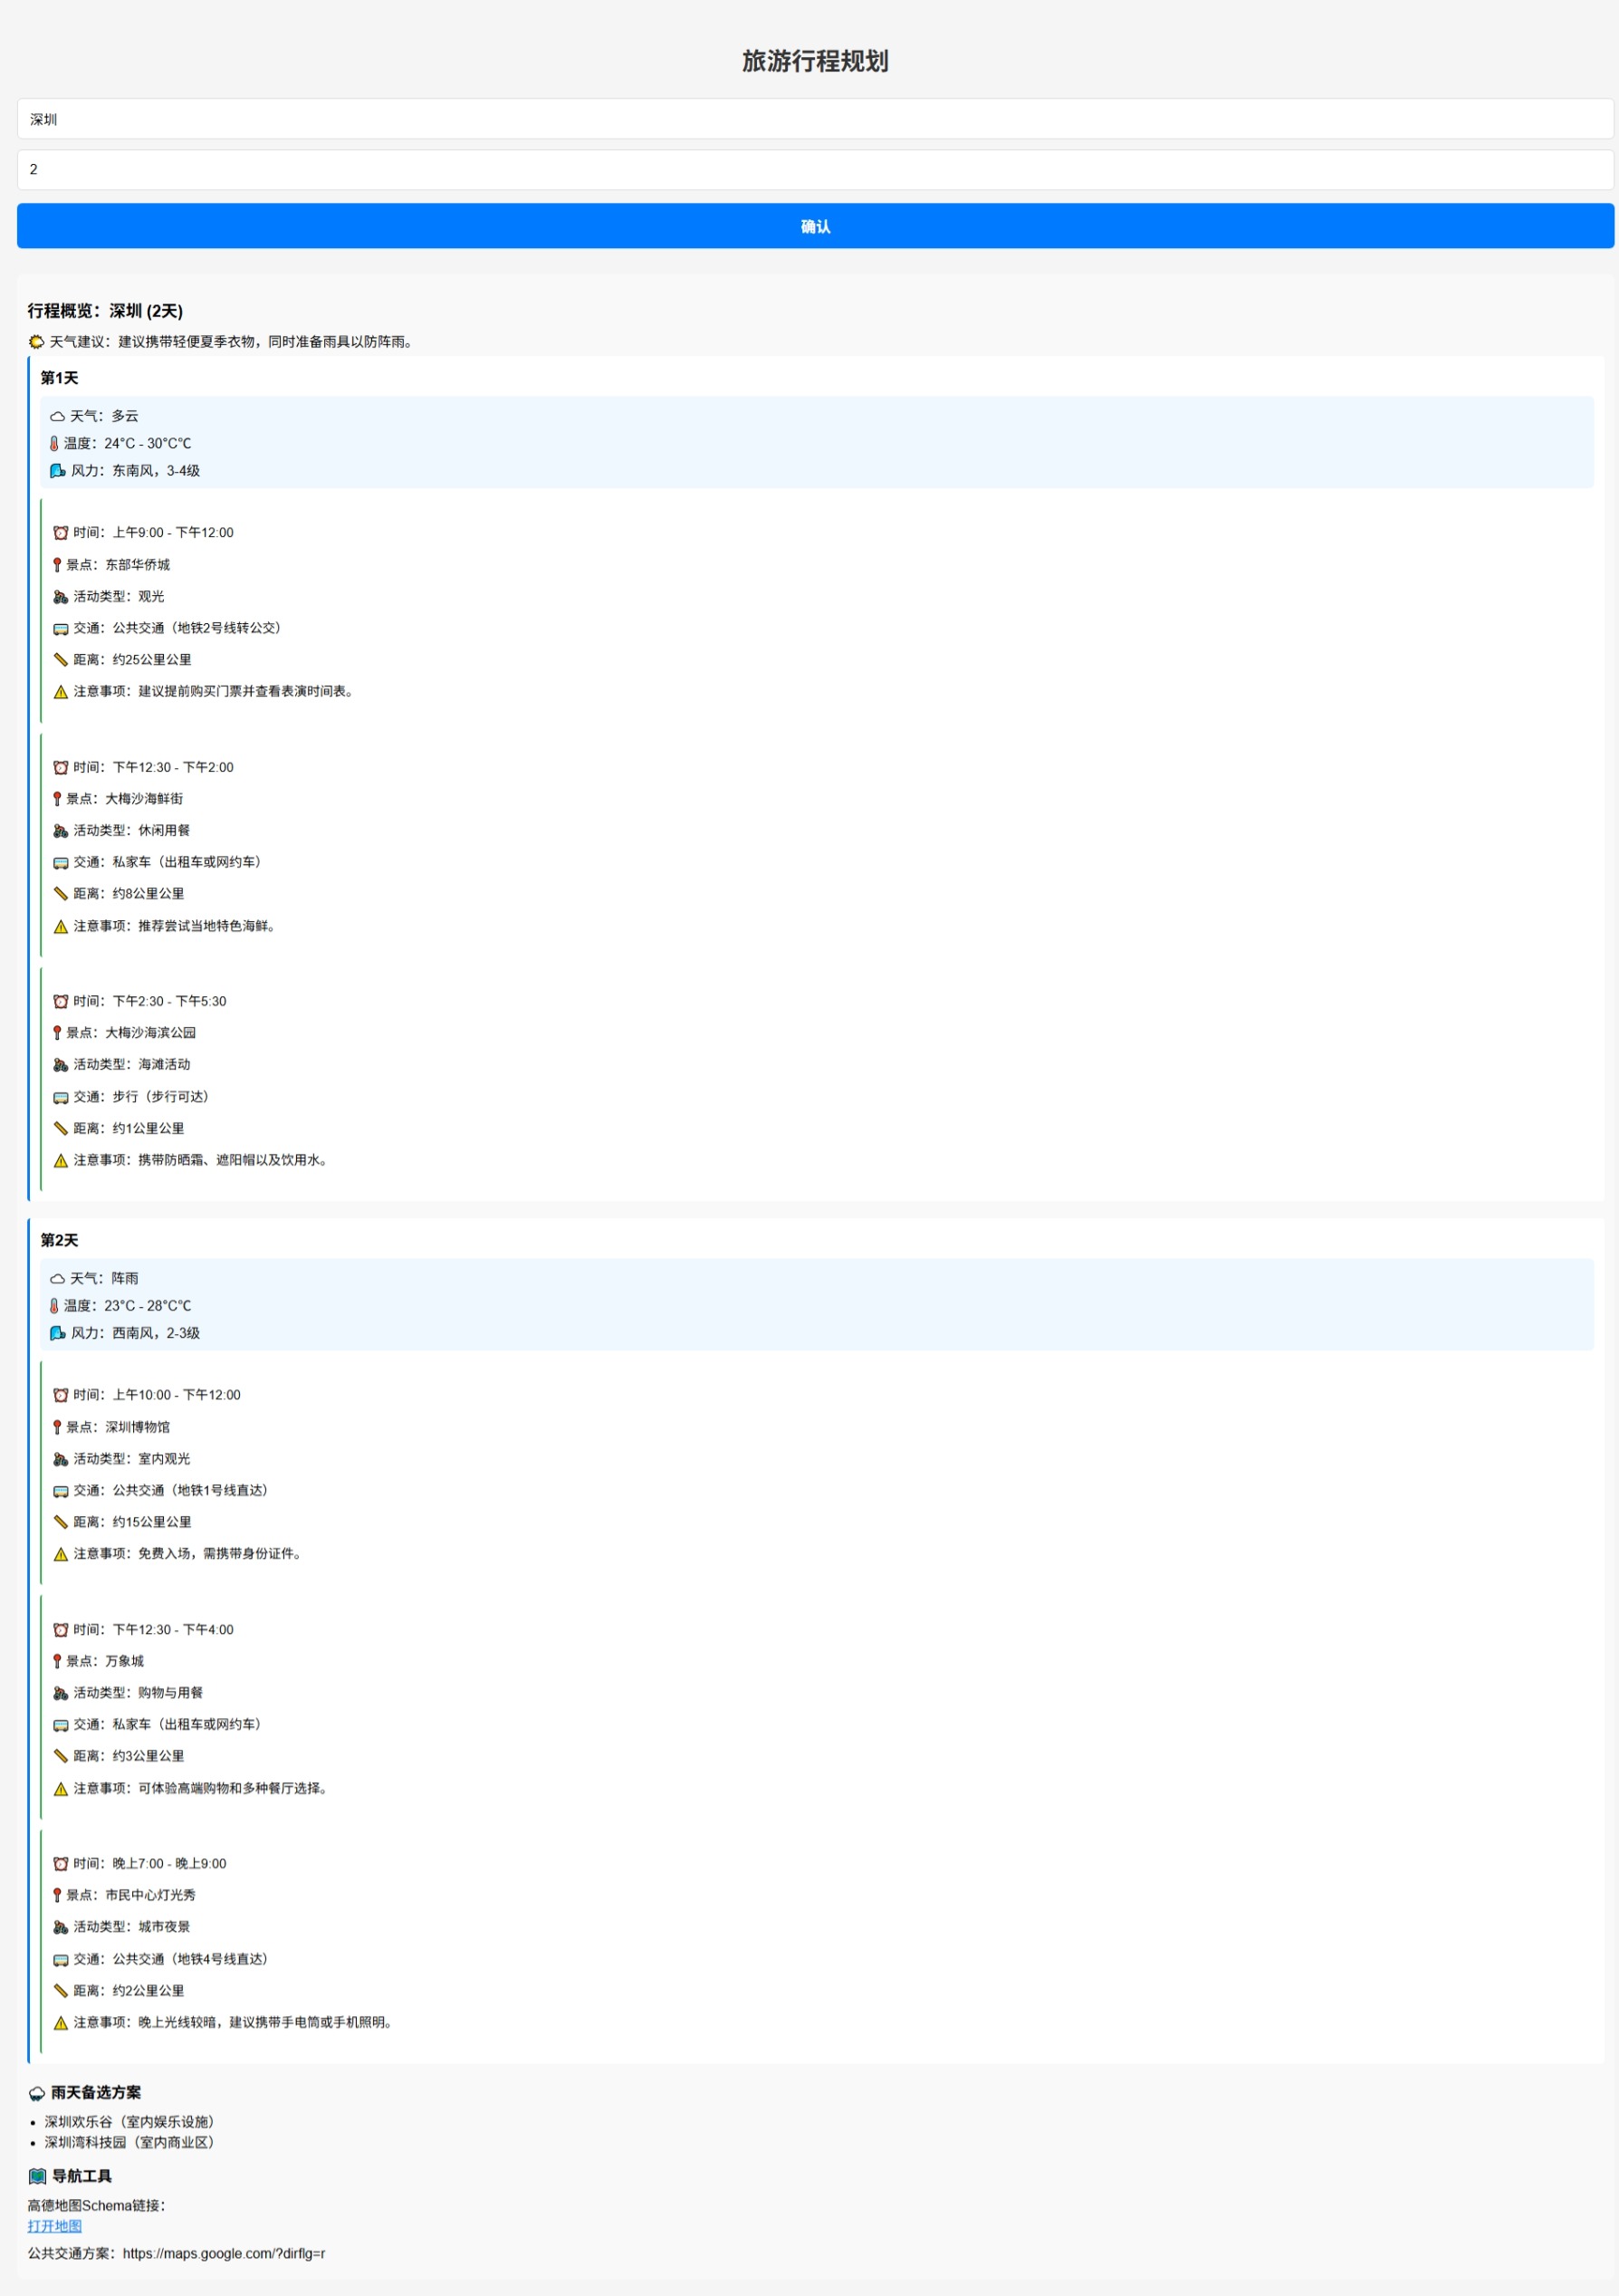 旅游行程规划
深圳
2
确认
行程概览：深圳 (2天)
天气建议：建议携带轻便夏季衣物，同时准备雨具以防阵雨。
第1天
天气：多云
温度：24°C - 30°C℃
风力：东南风，3-4级
时间：上午9:00 - 下午12:00
景点：东部华侨城
活动类型：观光
交通：公共交通（地铁2号线转公交）
距离：约25公里公里
注意事项：建议提前购买门票并查看表演时间表。
时间：下午12:30 - 下午2:00
景点：大梅沙海鲜街
活动类型：休闲用餐
交通：私家车（出租车或网约车）
距离：约8公里公里
注意事项：推荐尝试当地特色海鲜。
时间：下午2:30 - 下午5:30
景点：大梅沙海滨公园
活动类型：海滩活动
交通：步行（步行可达）
距离：约1公里公里
注意事项：携带防晒霜、遮阳帽以及饮用水。
第2天
天气：阵雨
温度：23°C - 28°C℃
风力：西南风，2-3级
时间：上午10:00 - 下午12:00
景点：深圳博物馆
活动类型：室内观光
交通：公共交通（地铁1号线直达）
距离：约15公里公里
注意事项：免费入场，需携带身份证件。
时间：下午12:30 - 下午4:00
景点：万象城
活动类型：购物与用餐
交通：私家车（出租车或网约车）
距离：约3公里公里
注意事项：可体验高端购物和多种餐厅选择。
时间：晚上7:00 - 晚上9:00
景点：市民中心灯光秀
活动类型：城市夜景
交通：公共交通（地铁4号线直达）
距离：约2公里公里
注意事项：晚上光线较暗，建议携带手电筒或手机照明。
雨天备选方案
深圳欢乐谷（室内娱乐设施）
深圳湾科技园（室内商业区）
导航工具
高德地图Schema链接：
打开地图
公共交通方案：https://maps.google.com/?dirflg=r